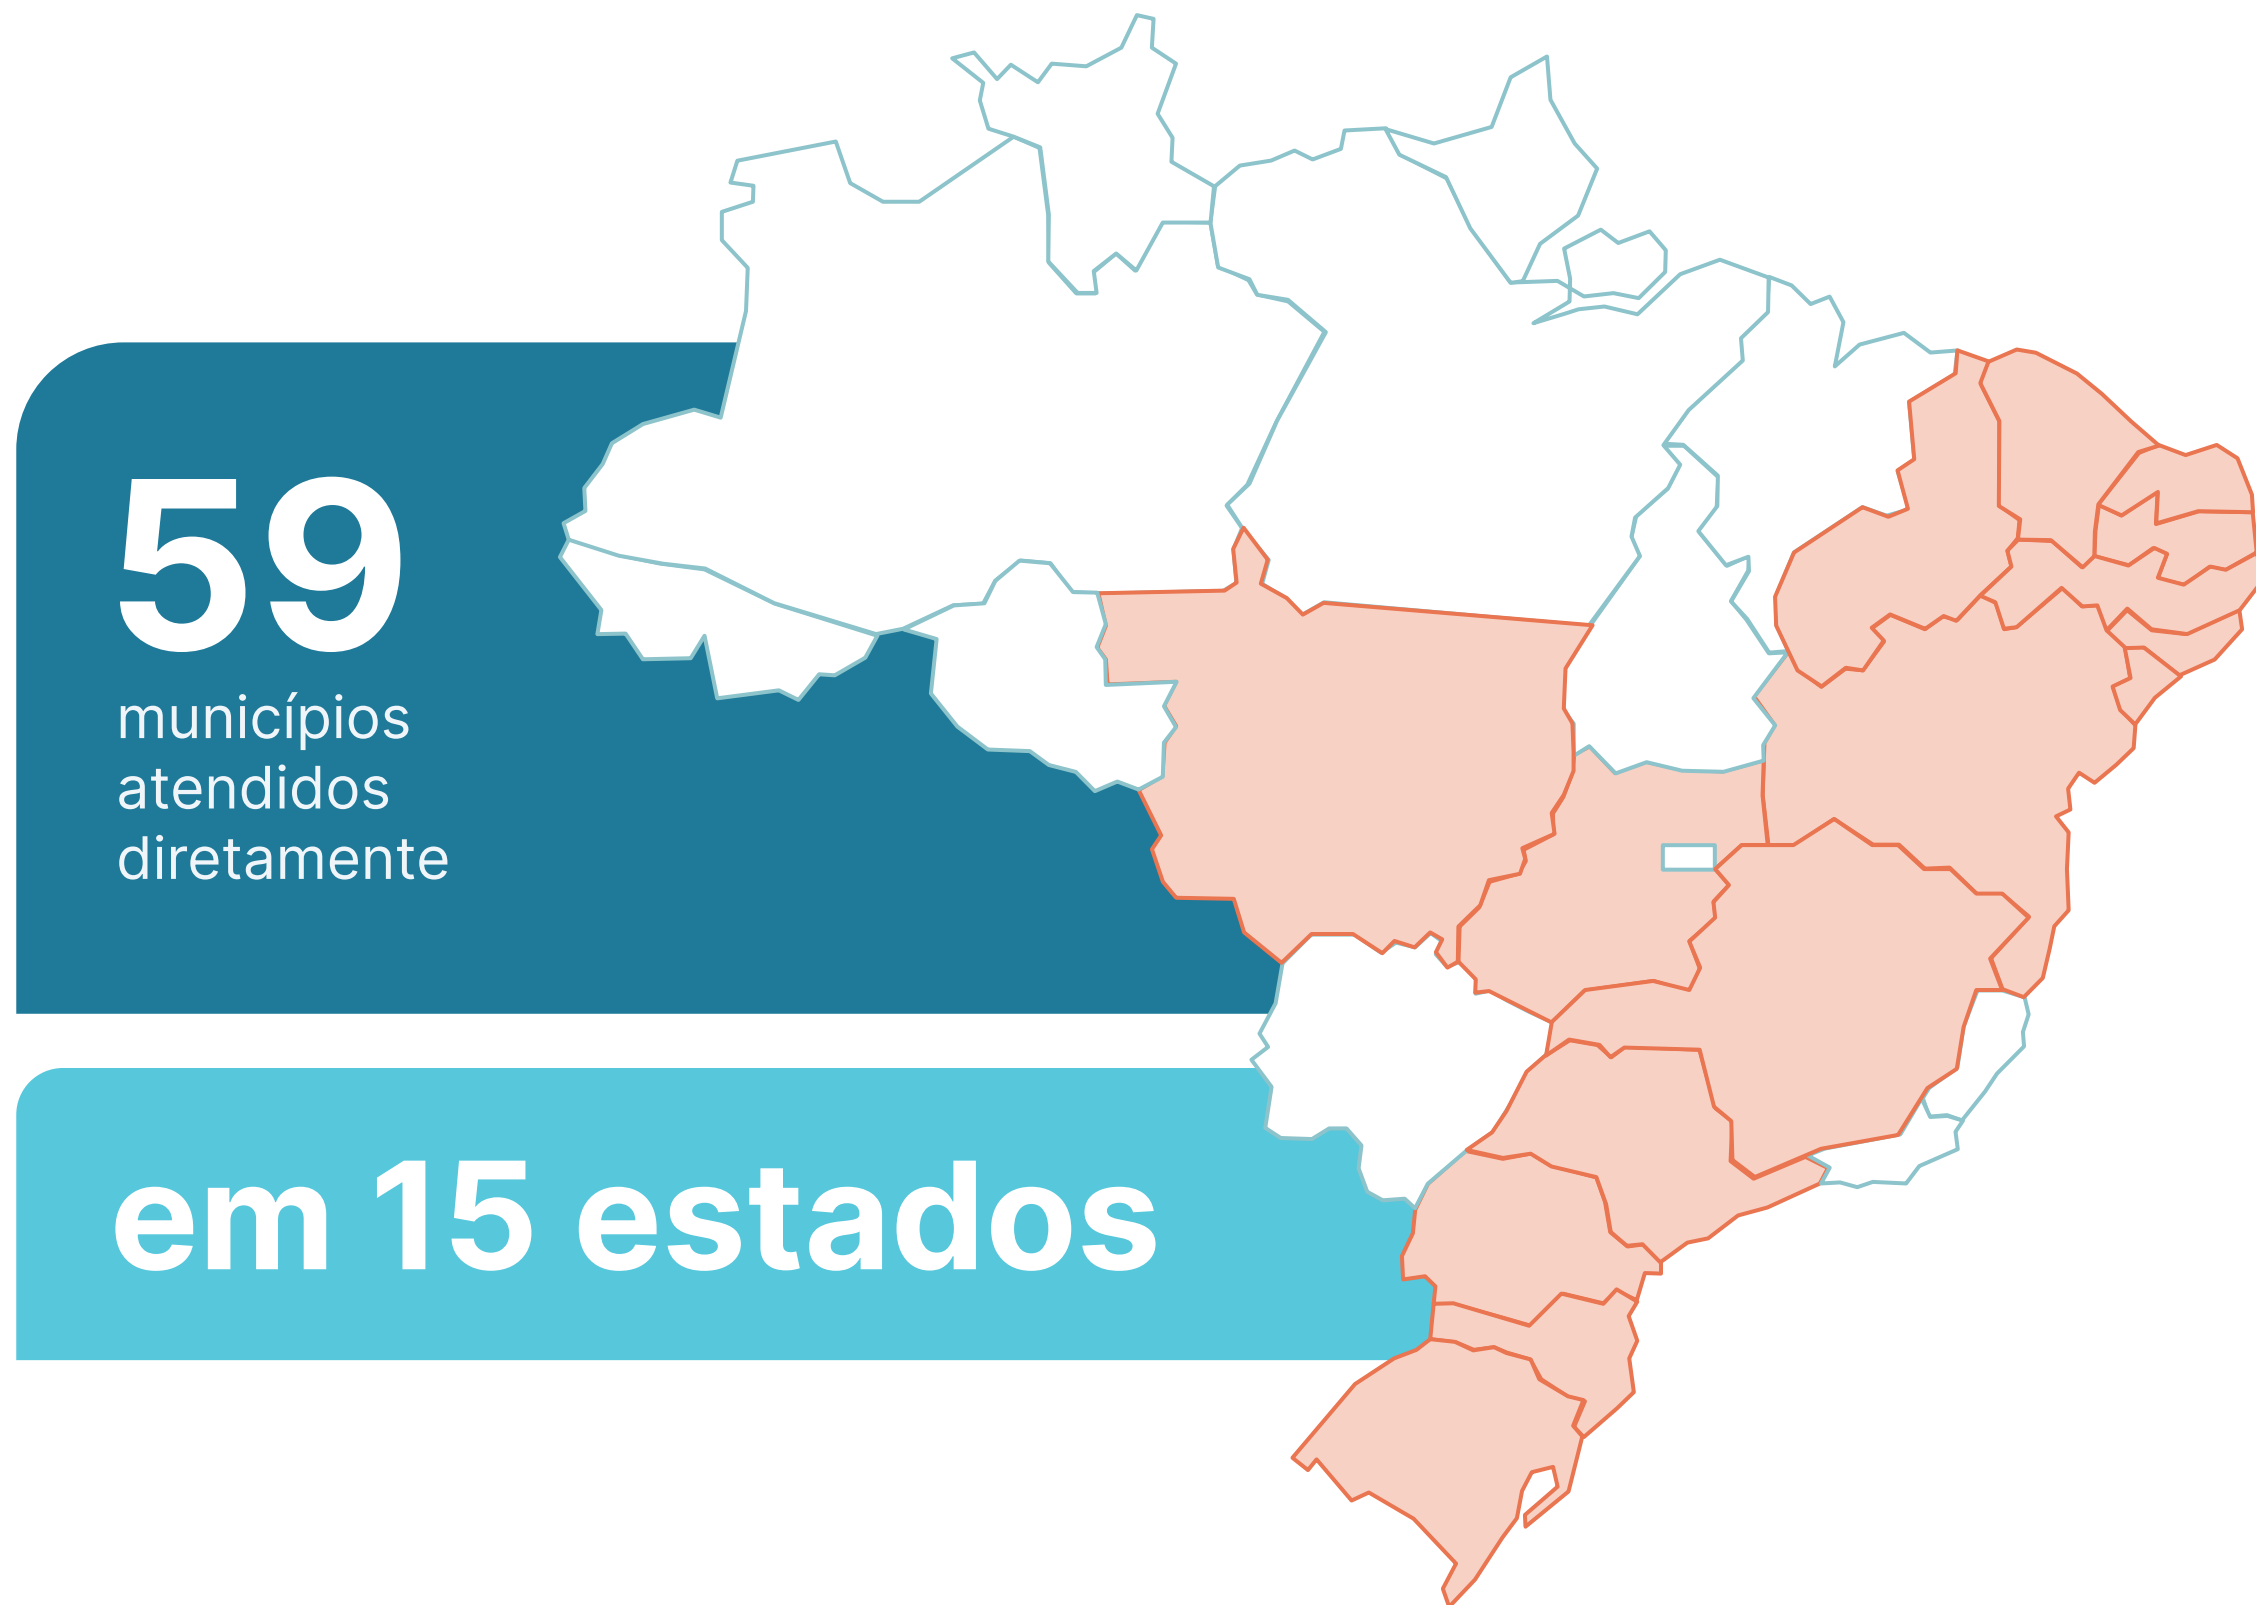 59
municípios
atendidos
diretamente
em 15 estados